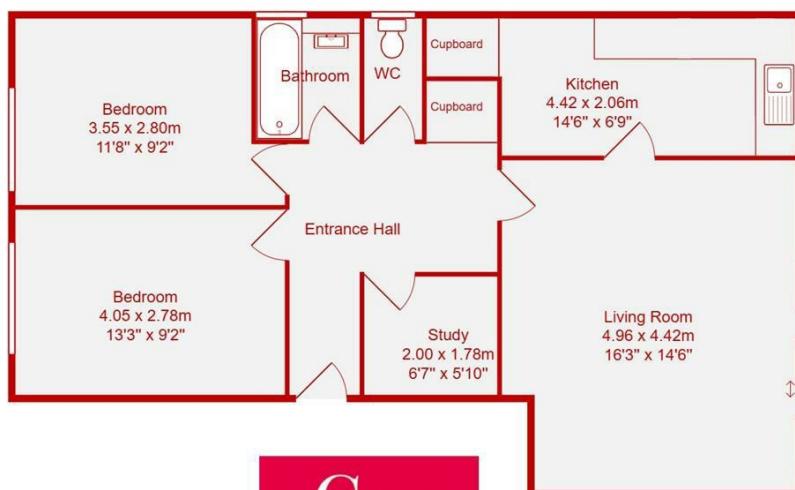 Bedroom
3.55 x 2.80m
11'8" x 9'2"
Bathroom
WC
Cupboard
Cupboard
Kitchen
4.42 x 2.06m
14'6" x 6'9"
Entrance Hall
Bedroom
4.05 x 2.78m
13'3" x 9'2"
Study
2.00 x 1.78m
6'7" x 5'10"
Living Room
4.96 x 4.42m
16'3" x 14'6"